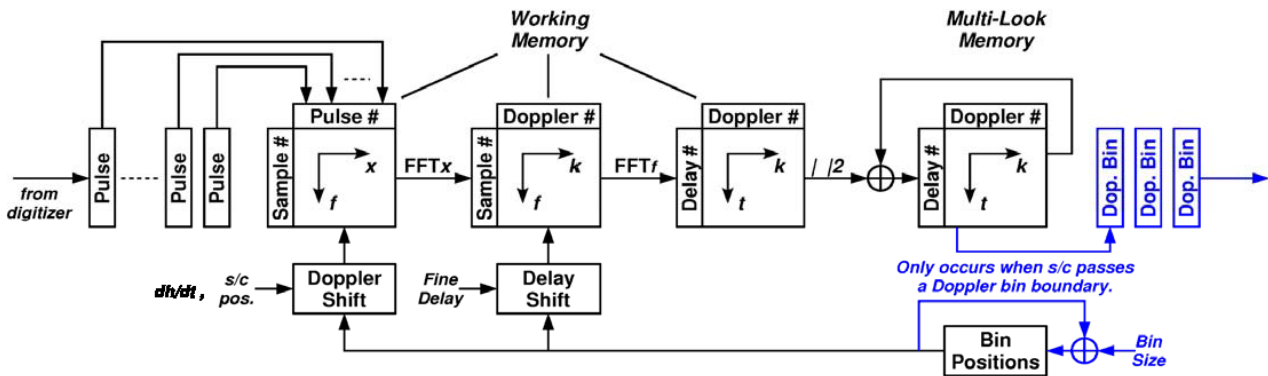 Working
Memory
Multi-Look
Memory
Pulse
Pulse
Pulse
from
digitizer
Pulse #
Sample #
x
f
FFTx
Doppler #
Sample #
k
f
FFTf
Doppler #
Delay #
k
t
| |2
Doppler #
Delay #
k
t
Dop. Bin
Dop. Bin
Dop. Bin
Only occurs when s/c passes
a Doppler bin boundary.
dh/dt, s/c
pos.
Doppler
Shift
Fine
Delay
Delay
Shift
Bin
Positions
Bin
Size